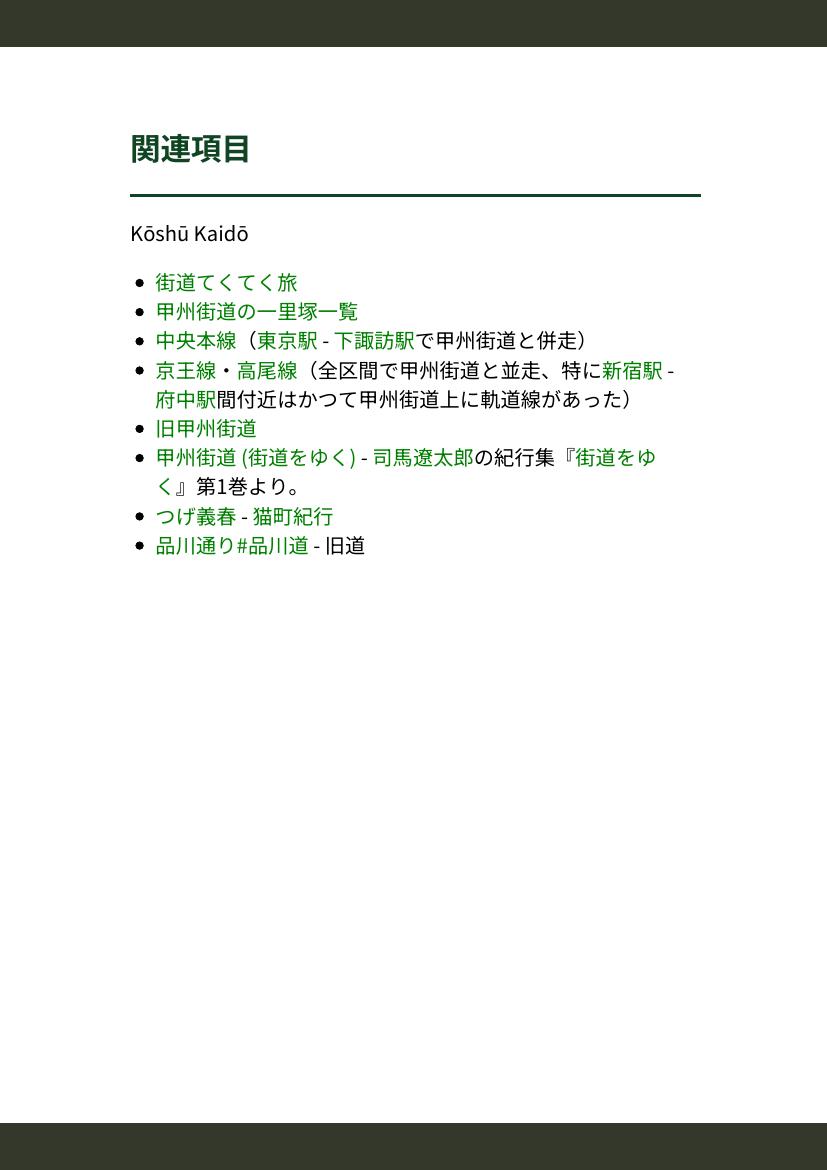 関連項目
Kōshū Kaidō
街道てくてく旅
甲州街道の一里塚一覧
中央本線（東京駅 - 下諏訪駅で甲州街道と併走）
京王線・高尾線（全区間で甲州街道と並走、特に新宿駅 -
府中駅間付近はかつて甲州街道上に軌道線があった）
旧甲州街道
甲州街道 (街道をゆく) - 司馬遼太郎の紀行集『街道をゆ
く』第1巻より。
つげ義春 - 猫町紀行
品川通り#品川道 - 旧道